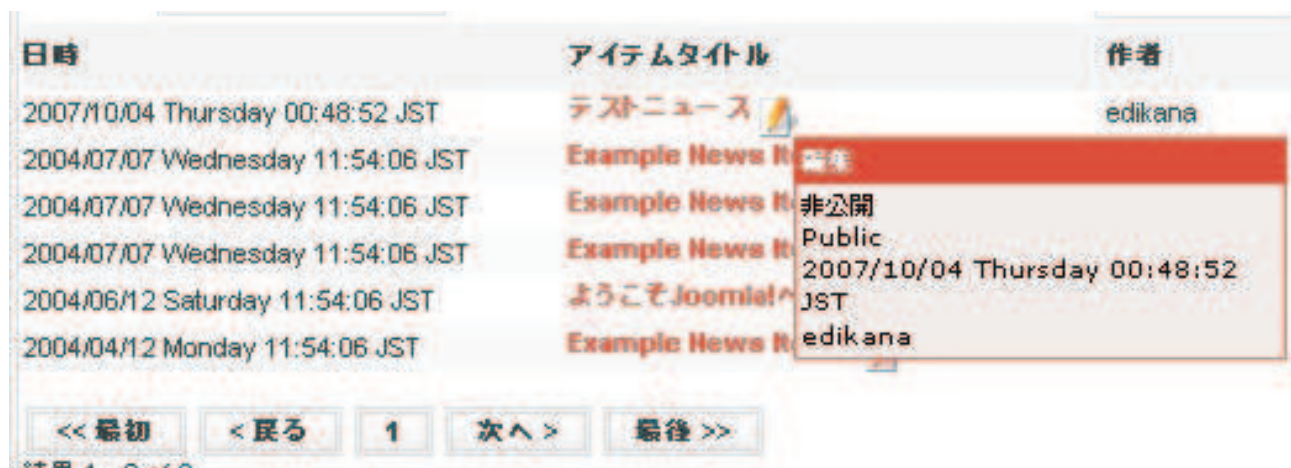 日時 アイテムタイトル 作者
2007/10/04 Thursday 00:48:52 JST テストニュース edikana
2004/07/07 Wednesday 11:54:06 JST Example News
2004/07/07 Wednesday 11:54:06 JST Example News
2004/07/07 Wednesday 11:54:06 JST Example News
2004/06/12 Saturday 11:54:06 JST ようこそJoomla!へ
2004/04/12 Monday 11:54:06 JST Example News
非公開
Public
2007/10/04 Thursday 00:48:52
JST
edikana
<< 最初 < 戻る 1 次へ > 最後 >>